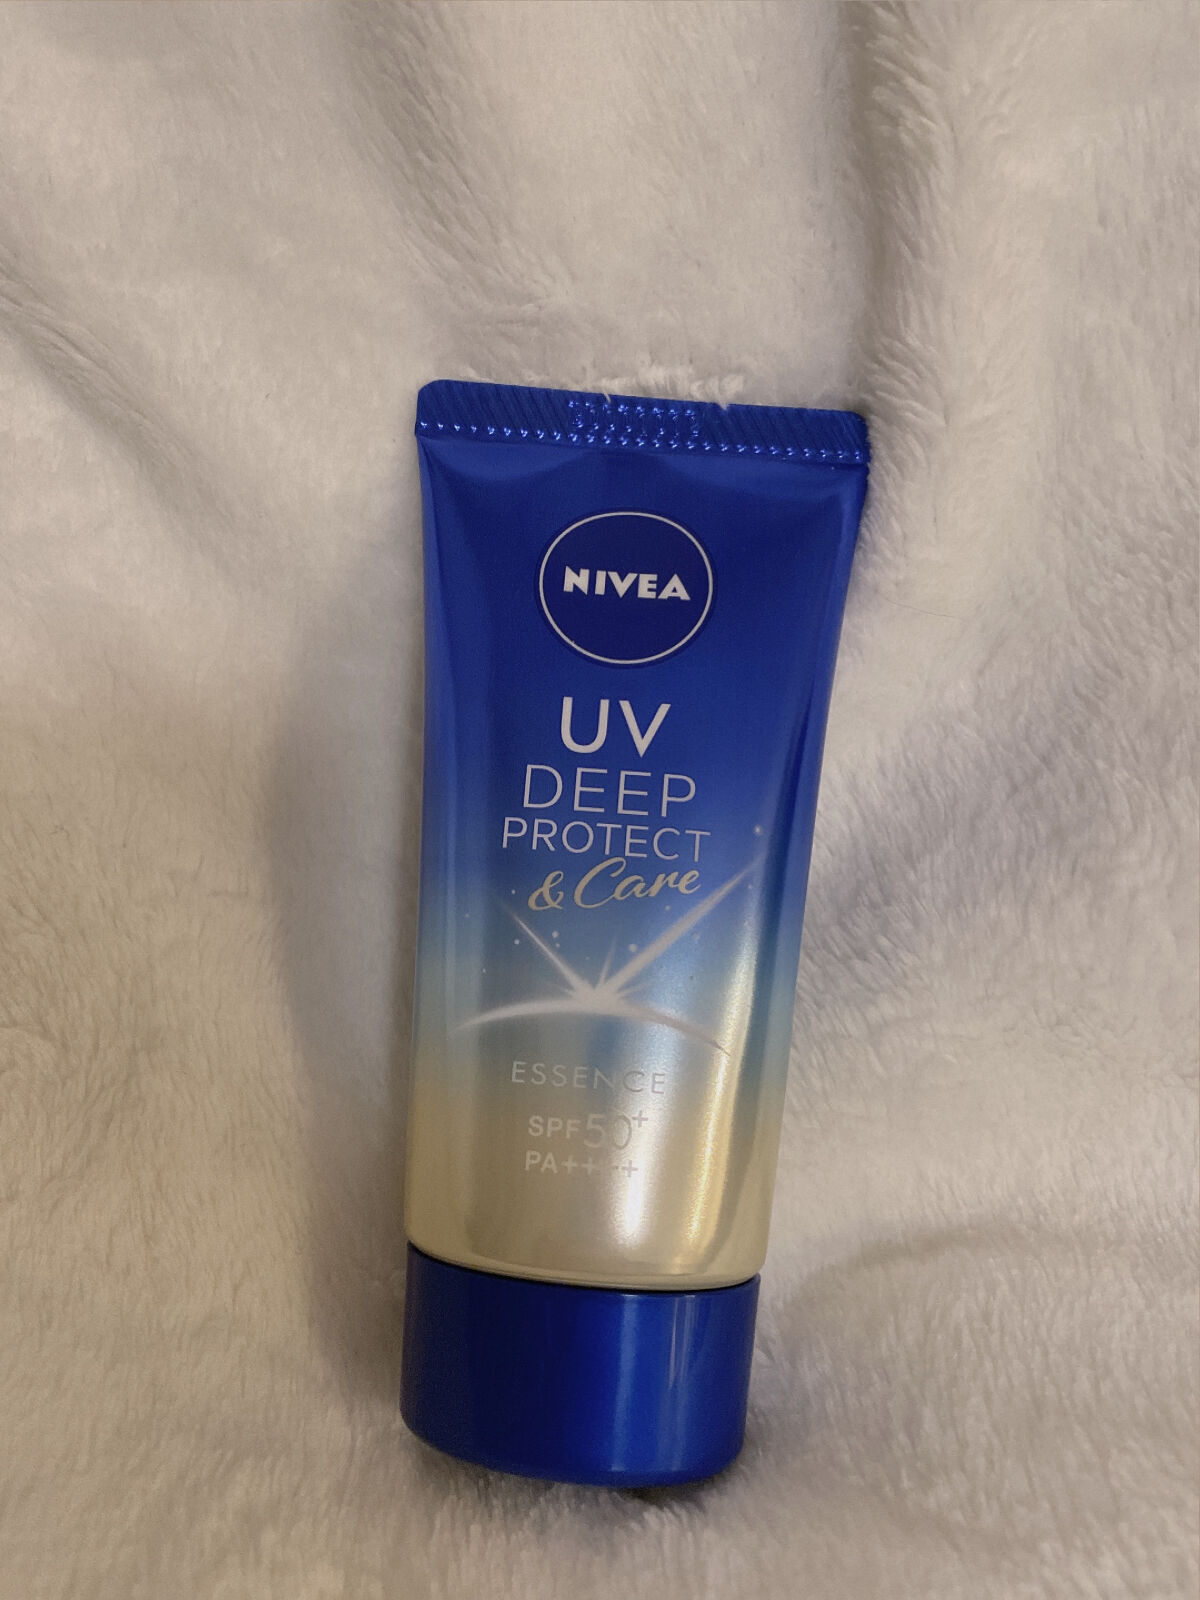 NIVEA
UV
DEEP
PROTECT
& Care
ESSENCE
SPF50+
PA++++